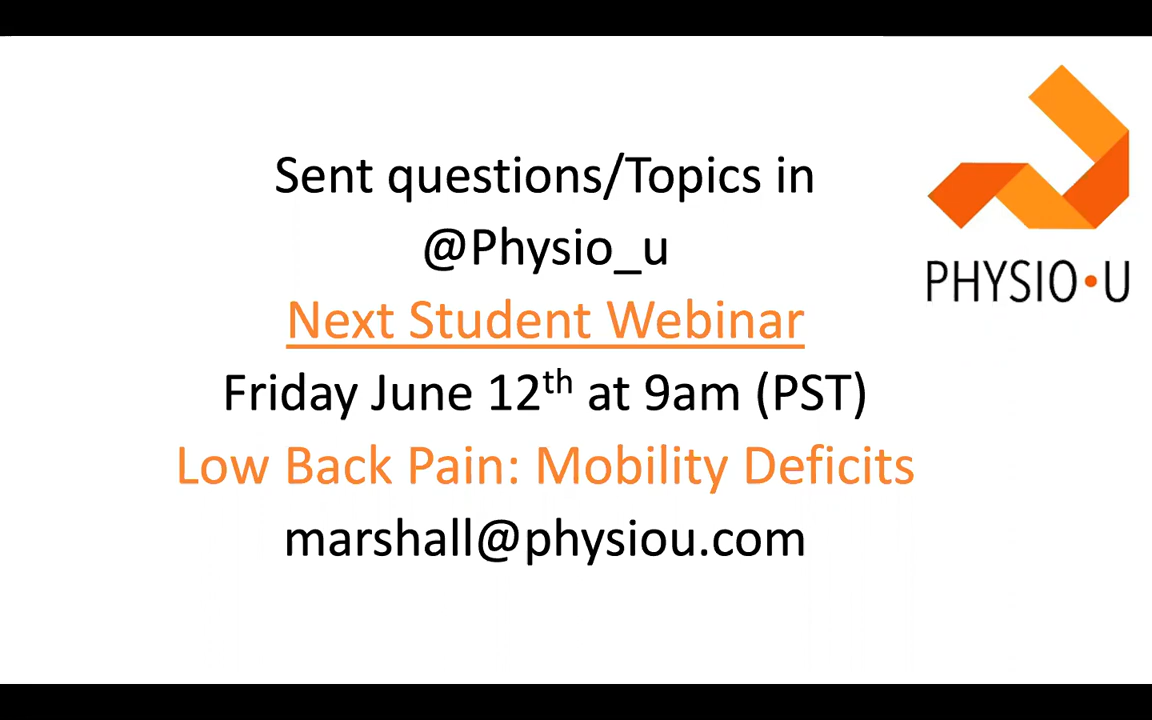 Sent questions/Topics in
@Physio_u
Next Student Webinar
Friday June 12th at 9am (PST)
Low Back Pain: Mobility Deficits
marshall@physiou.com
PHYSIO•U